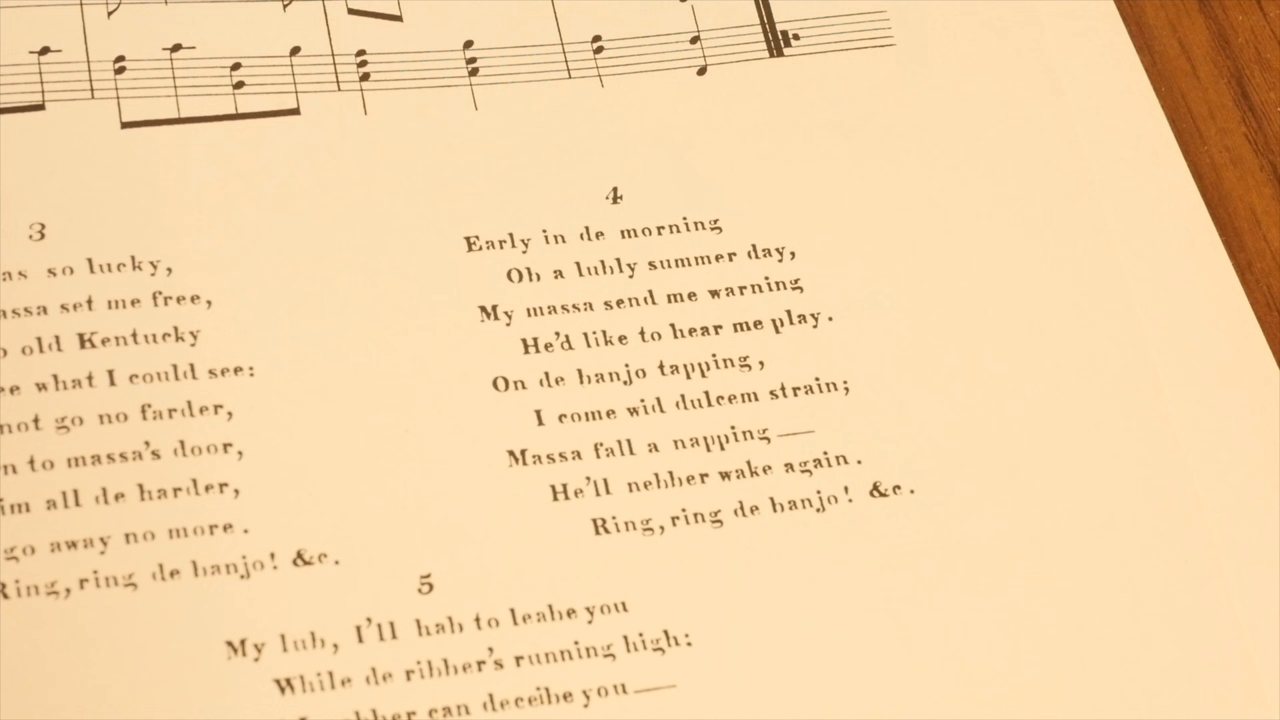 3
as so lucky,
assa set me free,
o old Kentucky
ee what I could see:
not go no farder,
n to massa's door,
im all de harder,
go away no more.
Ring, ring de banjo! &c.
4
Early in de morning
Ob a lubly summer day,
My massa send me warning
He'd like to hear me play.
On de banjo tapping,
I come wid dulcem strain;
Massa fall a napping —
He'll nebber wake again.
Ring, ring de banjo! &c.
5
My lub, I'll hab to leabe you
While de ribber's running high:
can deceibe you —